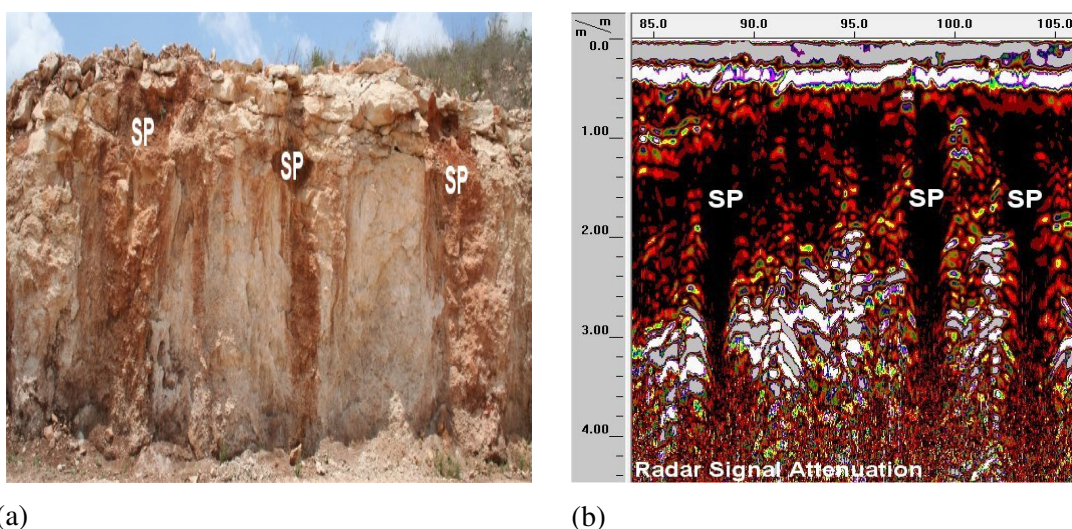 SP
SP
SP
(a)
m
m
85.0 90.0 95.0 100.0 105.0
0.0
1.00
SP SP SP
2.00
3.00
4.00
Radar Signal Attenuation
(b)